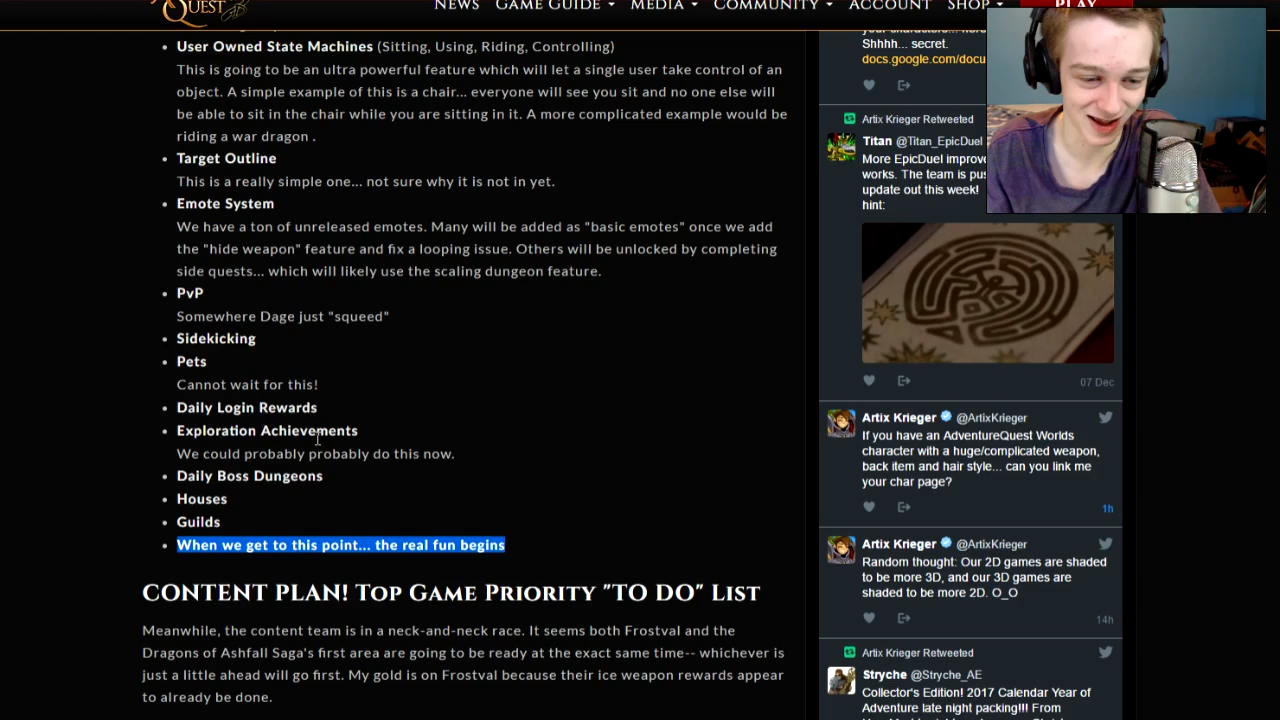 QUEST
NEWS GAME GUIDE MEDIA COMMUNITY ACCOUNT SHOP PLAY
User Owned State Machines (Sitting, Using, Riding, Controlling)
This is going to be an ultra powerful feature which will let a single user take control of an
object. A simple example of this is a chair... everyone will see you sit and no one else will
be able to sit in the chair while you are sitting in it. A more complicated example would be
riding a war dragon .
Target Outline
This is a really simple one... not sure why it is not in yet.
Emote System
We have a ton of unreleased emotes. Many will be added as "basic emotes" once we add
the "hide weapon" feature and fix a looping issue. Others will be unlocked by completing
side quests... which will likely use the scaling dungeon feature.
PvP
Somewhere Dage just "squeed"
Sidekicking
Pets
Cannot wait for this!
Daily Login Rewards
Exploration Achievements
We could probably probably do this now.
Daily Boss Dungeons
Houses
Guilds
When we get to this point... the real fun begins
CONTENT PLAN! Top Game Priority "TO DO" List
Meanwhile, the content team is in a neck-and-neck race. It seems both Frostval and the
Dragons of Ashfall Saga's first area are going to be ready at the exact same time-- whichever is
just a little ahead will go first. My gold is on Frostval because their ice weapon rewards appear
to already be done.
Shhhh... secret.
docs.google.com/docu
Artix Krieger Retweeted
Titan @Titan_EpicDuel
More EpicDuel improve
works. The team is pus
update out this week!
hint:
07 Dec
Artix Krieger @ArtixKrieger
If you have an AdventureQuest Worlds
character with a huge/complicated weapon,
back item and hair style... can you link me
your char page?
1h
Artix Krieger @ArtixKrieger
Random thought: Our 2D games are shaded
to be more 3D, and our 3D games are
shaded to be more 2D. O_O
14h
Artix Krieger Retweeted
Stryche @Stryche_AE
Collector's Edition! 2017 Calendar Year of
Adventure late night packing!!! From